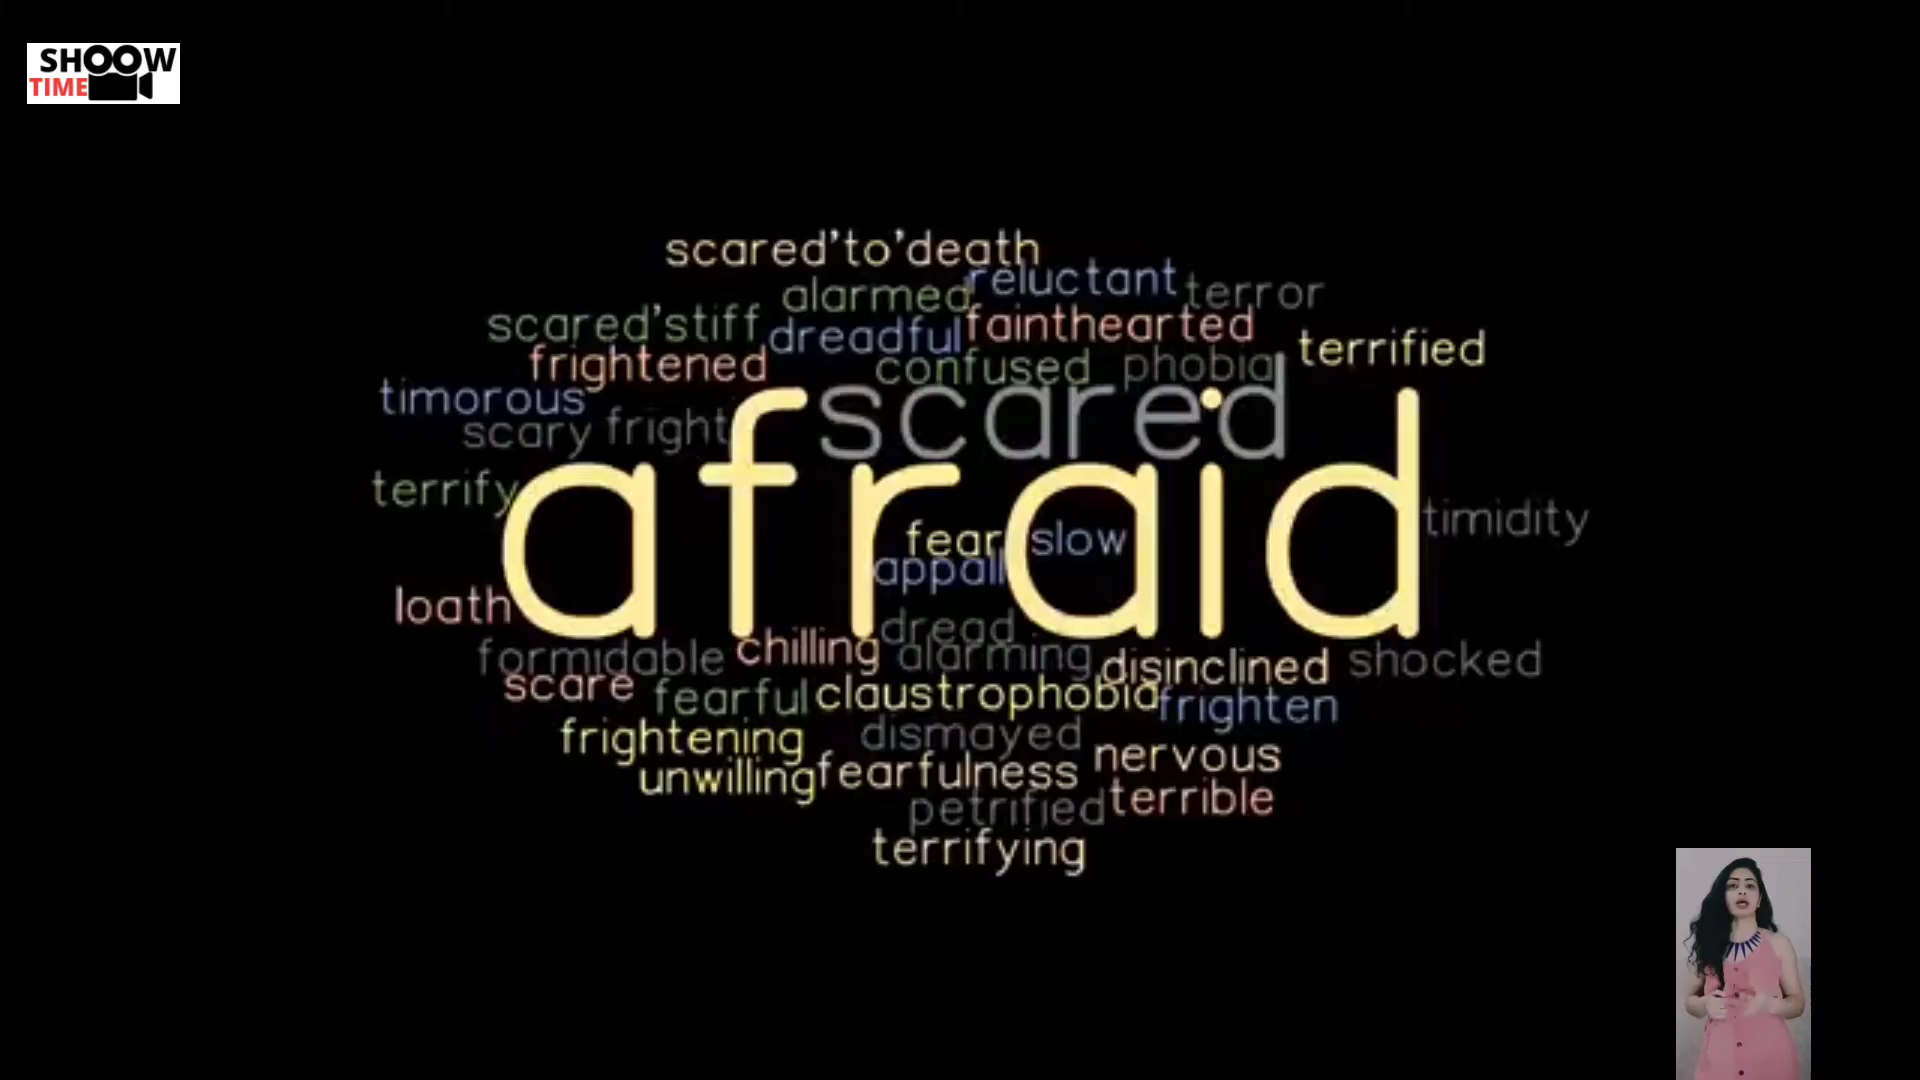 SHOOW
TIME
scared'to'death
reluctant
alarmed
terror
scared'stiff
dreadful
fainthearted
terrified
frightened
confused
phobia
timorous
scared
scary
fright
afraid
terrify
timidity
fear
slow
appall
loath
dread
formidable
chilling
alarming
disinclined
shocked
scare
fearful
claustrophobia
frighten
frightening
dismayed
nervous
unwilling
fearfulness
petrified
terrible
terrifying